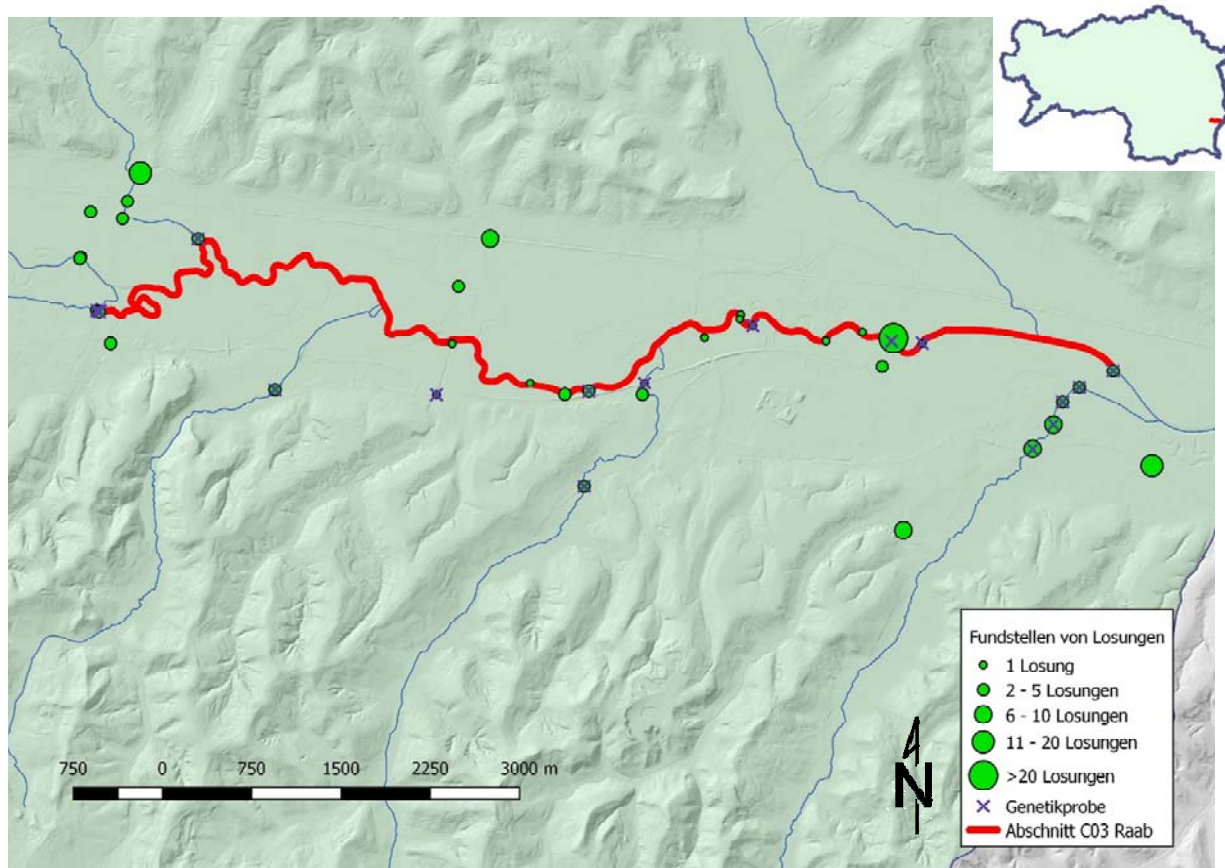 Fundstellen von Losungen
1 Losung
2 - 5 Losungen
6 - 10 Losungen
11 - 20 Losungen
>20 Losungen
Genetikprobe
Abschnitt C03 Raab
750 0 750 1500 2250 3000 m
N